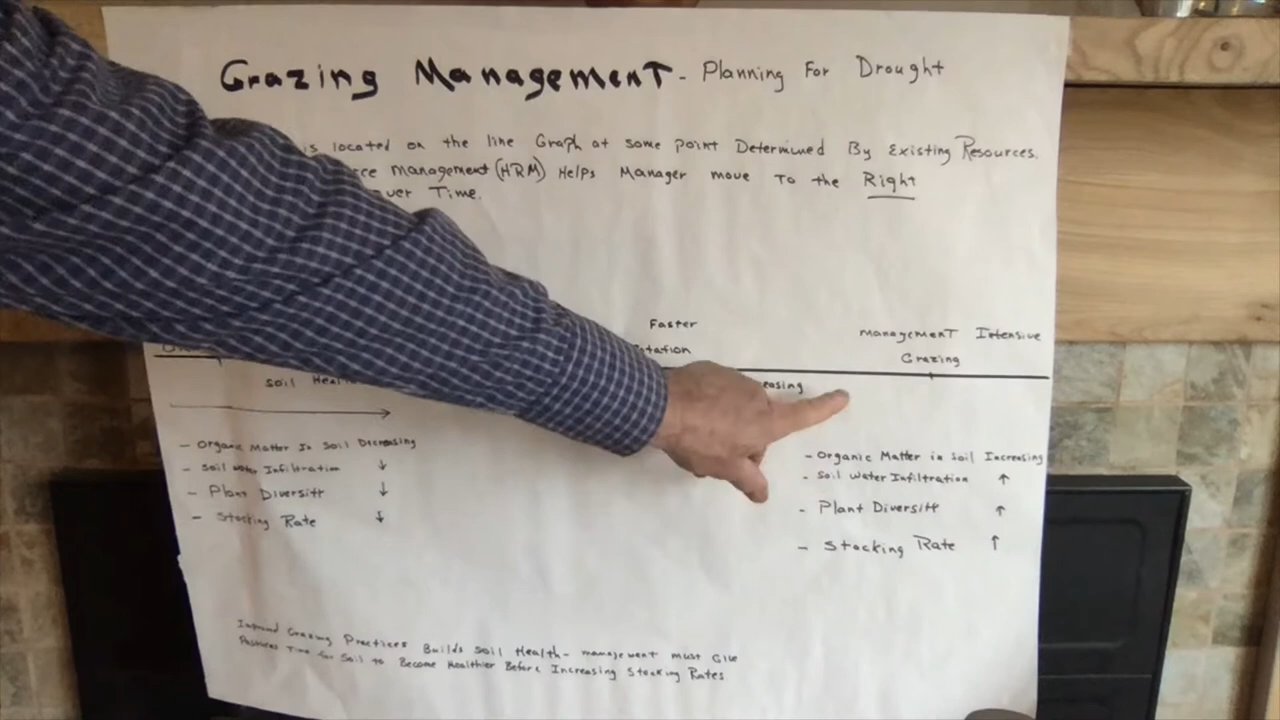 Grazing Management - Planning For Drought
is located on the line Graph at some point Determined By Existing Resources.
Management (HRM) Helps Manager move to the Right
Time.
Faster
Management Intensive
Grazing
Soil
- Organic Matter In Soil Decreasing
- Soil water Infiltration ↓
- Plant Diversity ↓
- Stocking Rate ↓
- Organic Matter in Soil Increasing
- Soil Water Infiltration ↑
- Plant Diversity ↑
- Stocking Rate ↑
Improved Grazing Practices Builds Soil Health - management must Give
Pastures Time for Soil to Become Healthier Before Increasing Stocking Rates